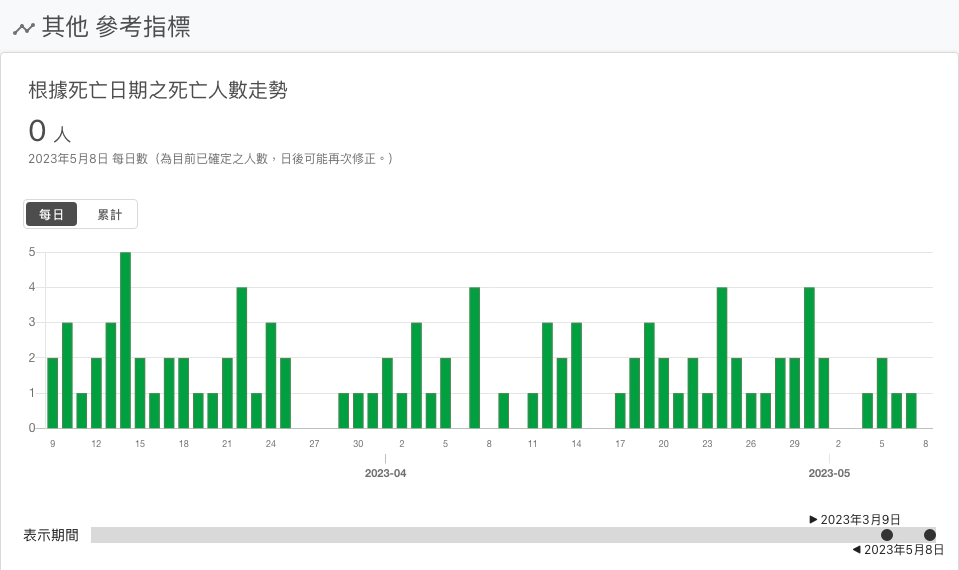 其他 參考指標
根據死亡日期之死亡人數走勢
0 人
2023年5月8日 每日數（為目前已確定之人數，日後可能再次修正。）
每日 累計
5
4
3
2
1
0
9 12 15 18 21 24 27 30 2 5 8 11 14 17 20 23 26 29 2 5 8
2023-04 2023-05
▶ 2023年3月9日
表示期間
◀ 2023年5月8日